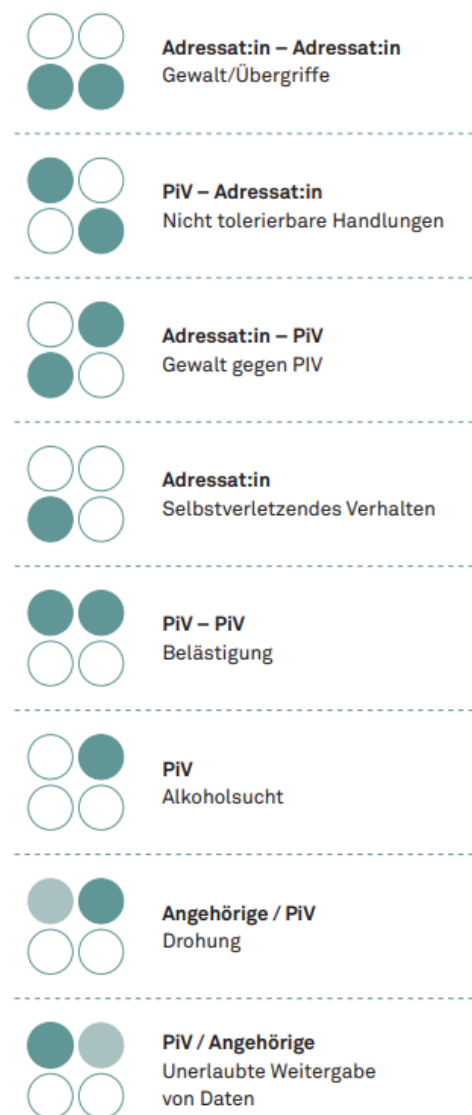 Adressat:in – Adressat:in
Gewalt/Übergriffe
PiV – Adressat:in
Nicht tolerierbare Handlungen
Adressat:in – PiV
Gewalt gegen PIV
Adressat:in
Selbstverletzendes Verhalten
PiV – PiV
Belästigung
PiV
Alkoholsucht
Angehörige / PiV
Drohung
PiV / Angehörige
Unerlaubte Weitergabe
von Daten